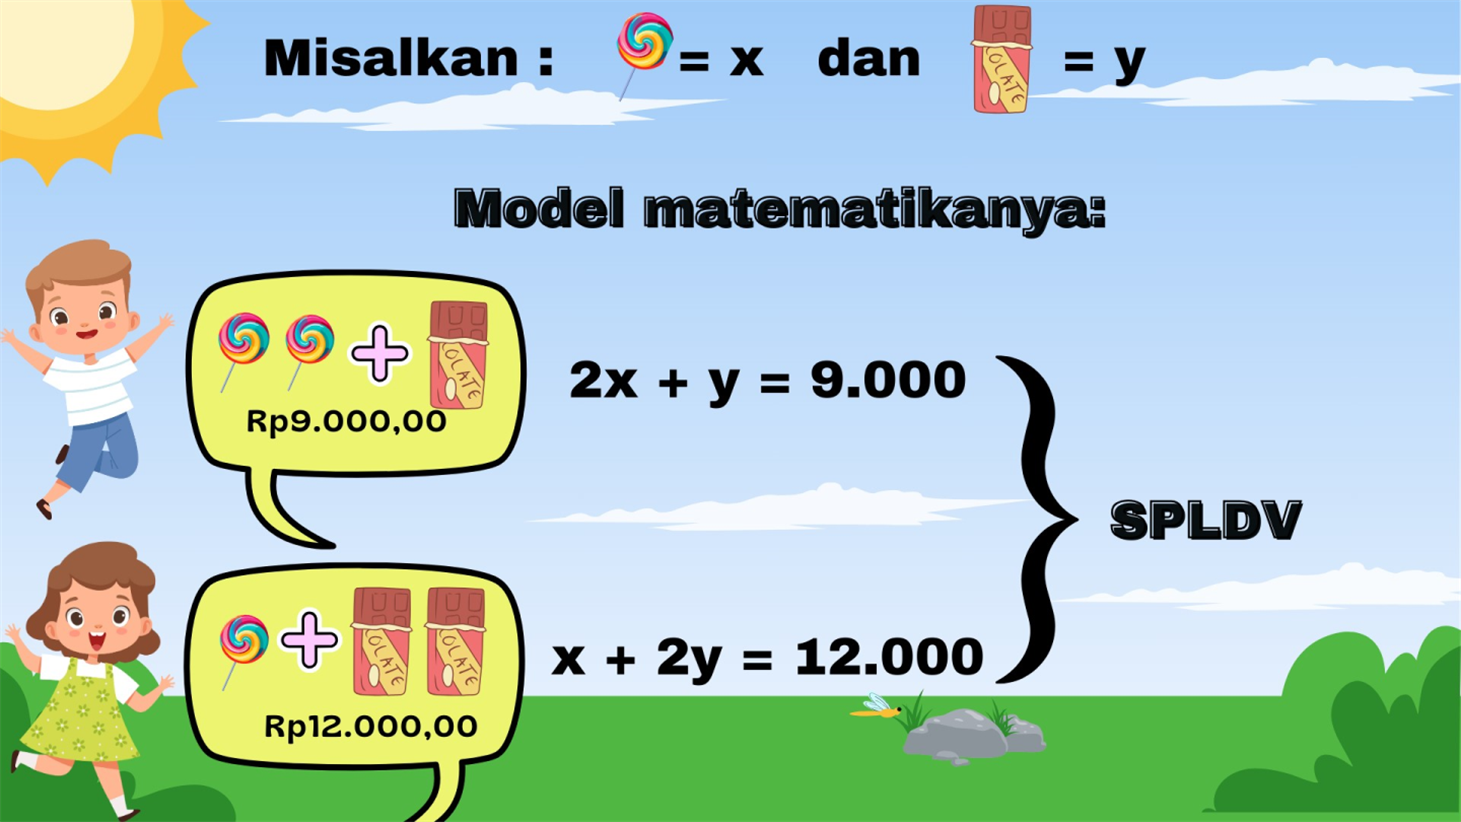 Misalkan : = x dan = y
Model matematikanya:
OLATE
OLATE
OLATE
OLATE
Rp9.000,00
2x + y = 9.000
SPLDV
x + 2y = 12.000
Rp12.000,00